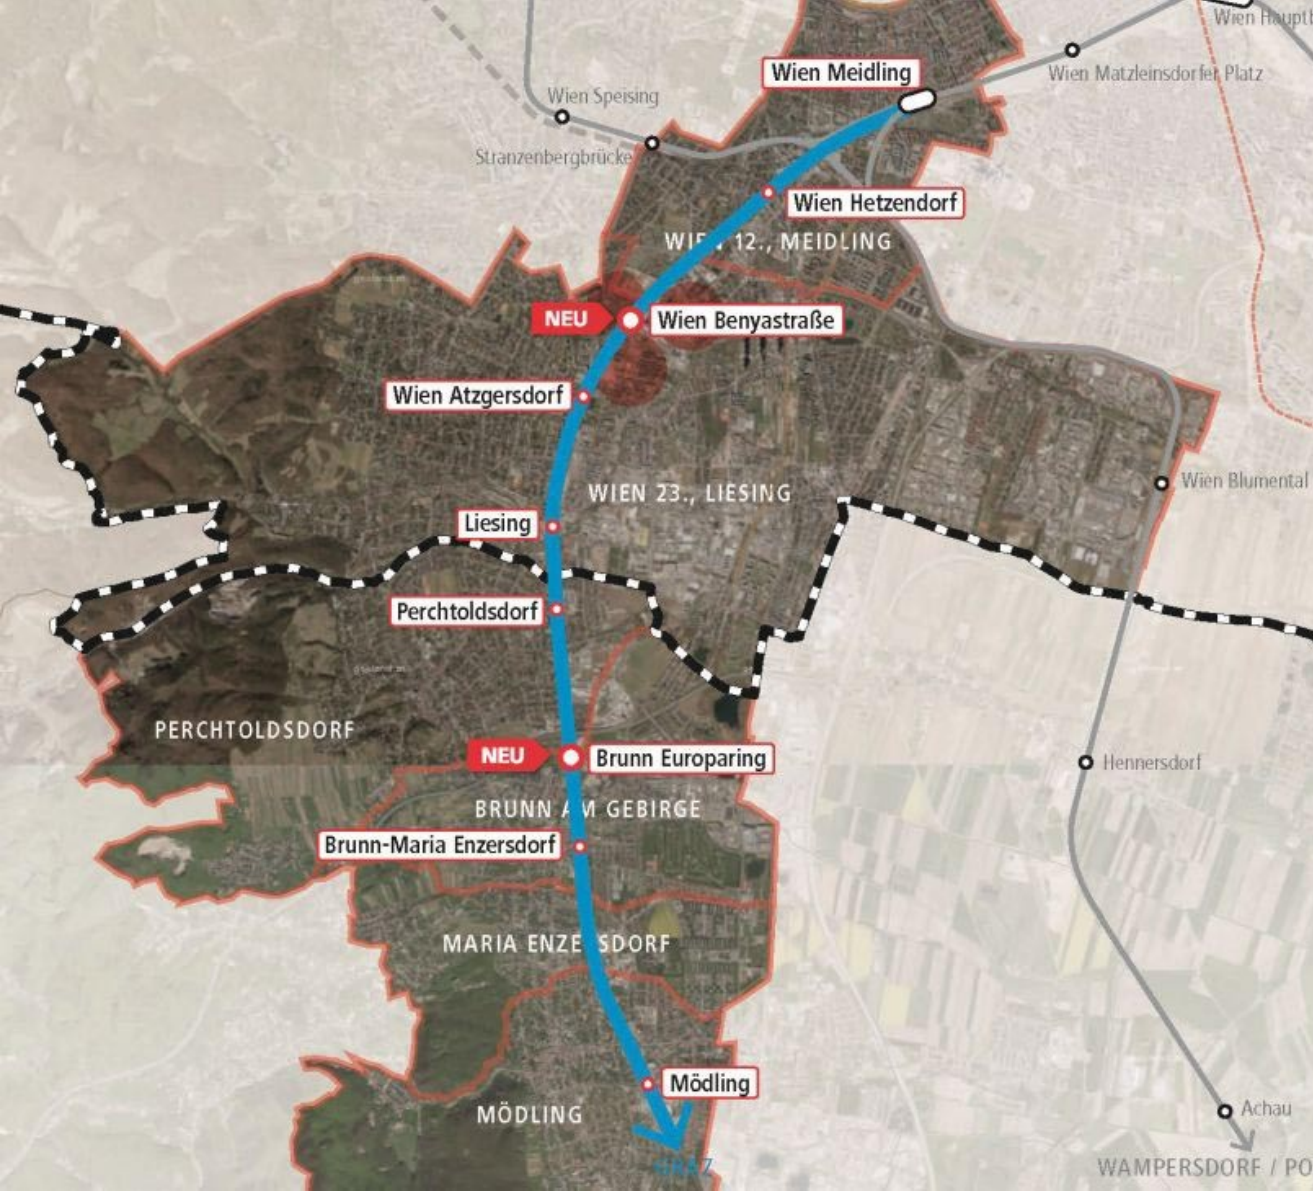 Wien Hauptb
Wien Meidling
Wien Matzleinsdorfer Platz
Wien Speising
Stranzenbergbrücke
Wien Hetzendorf
WIEN 12., MEIDLING
NEU
Wien Benyastraße
Wien Atzgersdorf
Wien Blumental
WIEN 23., LIESING
Liesing
Perchtoldsdorf
PERCHTOLDSDORF
NEU
Brunn Europaring
Hennersdorf
BRUNN AM GEBIRGE
Brunn-Maria Enzersdorf
MARIA ENZERSDORF
Mödling
Achau
MÖDLING
WAMPERSDORF / PO